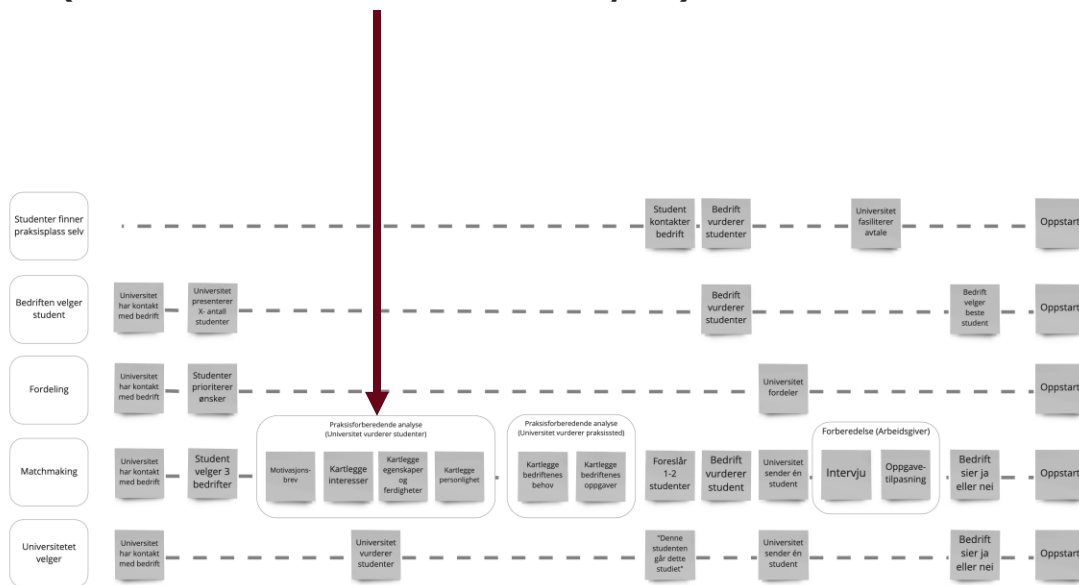 Studenter finner
praksisplass selv
Student
kontakter
bedrift
Bedrift
vurderer
studenter
Universitet
fasiliterer
avtale
Oppstart
Bedriften velger
student
Universitet
har kontakt
med bedrift
Universitet
presenterer
X- antall
studenter
Bedrift
vurderer
studenter
Bedrift
velger
beste
student
Oppstart
Fordeling
Universitet
har kontakt
med bedrift
Studenter
prioriterer
ønsker
Universitet
fordeler
Oppstart
Matchmaking
Universitet
har kontakt
med bedrift
Student
velger 3
bedrifter
Praksisforberedende analyse
(Universitet vurderer studenter)
Motivasjons-
brev
Kartlegge
interesser
Kartlegge
egenskaper
og
ferdigheter
Kartlegge
personlighet
Praksisforberedende analyse
(Universitet vurderer praksissted)
Kartlegge
bedriftenes
behov
Kartlegge
bedriftenes
oppgaver
Foreslår
1-2
studenter
Bedrift
vurderer
student
Universitet
sender én
student
Forberedelse (Arbeidsgiver)
Intervju
Oppgave-
tilpasning
Bedrift
sier ja
eller nei
Oppstart
Universitetet
velger
Universitet
har kontakt
med bedrift
Universitet
vurderer
studenter
"Denne
studenten
går dette
studiet"
Universitet
sender én
student
Bedrift
sier ja
eller nei
Oppstart